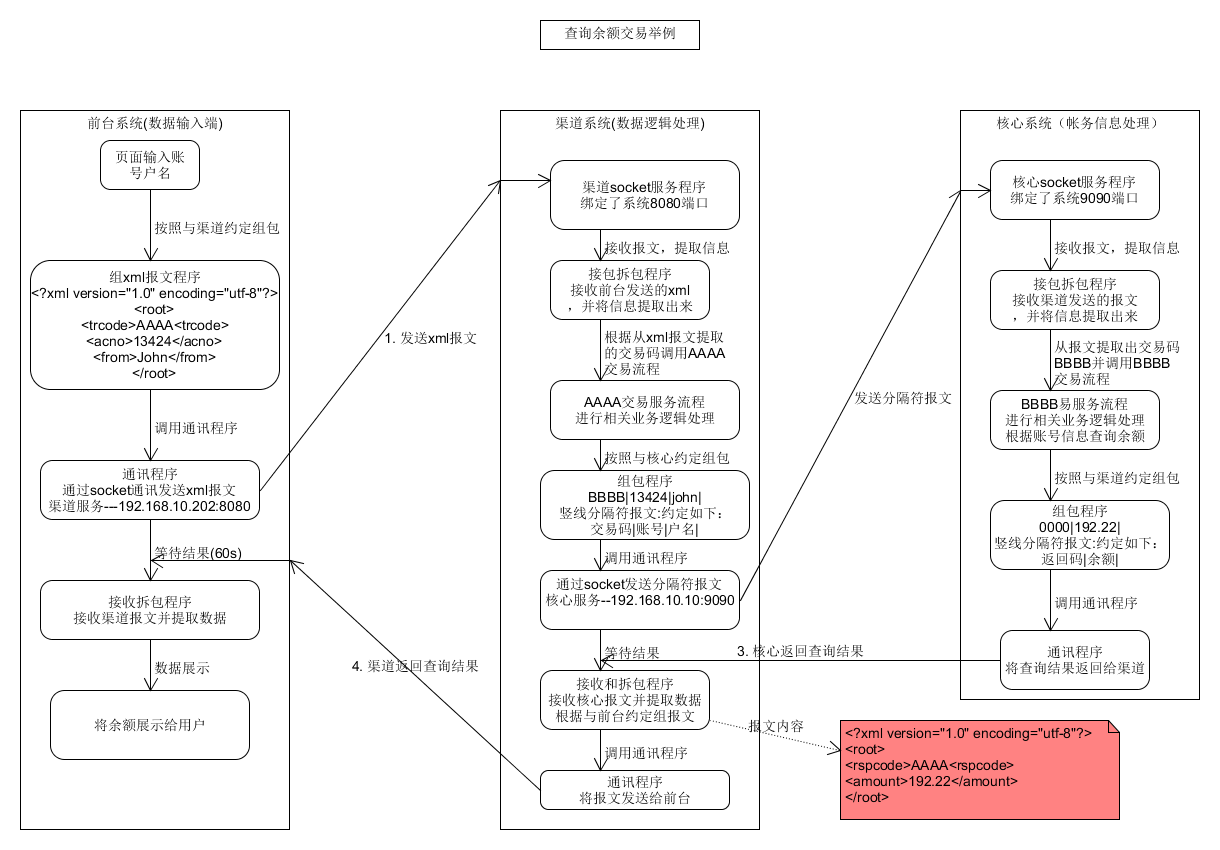 查询余额交易举例
前台系统(数据输入端)
页面输入账
号户名
按照与渠道约定组包
组xml报文程序
<?xml version="1.0" encoding="utf-8"?>
<root>
<trcode>AAAA<trcode>
<acno>13424</acno>
<from>John</from>
</root>
调用通讯程序
通讯程序
通过socket通讯发送xml报文
渠道服务---192.168.10.202:8080
等待结果(60s)
接收拆包程序
接收渠道报文并提取数据
数据展示
将余额展示给用户
1. 发送xml报文
4. 渠道返回查询结果
渠道系统(数据逻辑处理)
渠道socket服务程序
绑定了系统8080端口
接收报文，提取信息
接包拆包程序
接收前台发送的xml
，并将信息提取出来
根据从xml报文提取
的交易码调用AAAA
交易流程
AAAA交易服务流程
进行相关业务逻辑处理
按照与核心约定组包
组包程序
BBBB|13424|john|
竖线分隔符报文:约定如下:
交易码|账号|户名|
调用通讯程序
通过socket发送分隔符报文
核心服务--192.168.10.10:9090
等待结果
接收和拆包程序
接收核心报文并提取数据
根据与前台约定组报文
调用通讯程序
通讯程序
将报文发送给前台
发送分隔符报文
3. 核心返回查询结果
核心系统（帐务信息处理）
核心socket服务程序
绑定了系统9090端口
接收报文，提取信息
接包拆包程序
接收渠道发送的报文
，并将信息提取出来
从报文提取出交易码
BBBB并调用BBBB
交易流程
BBBB易服务流程
进行相关业务逻辑处理
根据账号信息查询余额
按照与渠道约定组包
组包程序
0000|192.22|
竖线分隔符报文:约定如下:
返回码|余额|
调用通讯程序
通讯程序
将查询结果返回给渠道
报文内容
<?xml version="1.0" encoding="utf-8"?>
<root>
<rspcode>AAAA<rspcode>
<amount>192.22</amount>
</root>